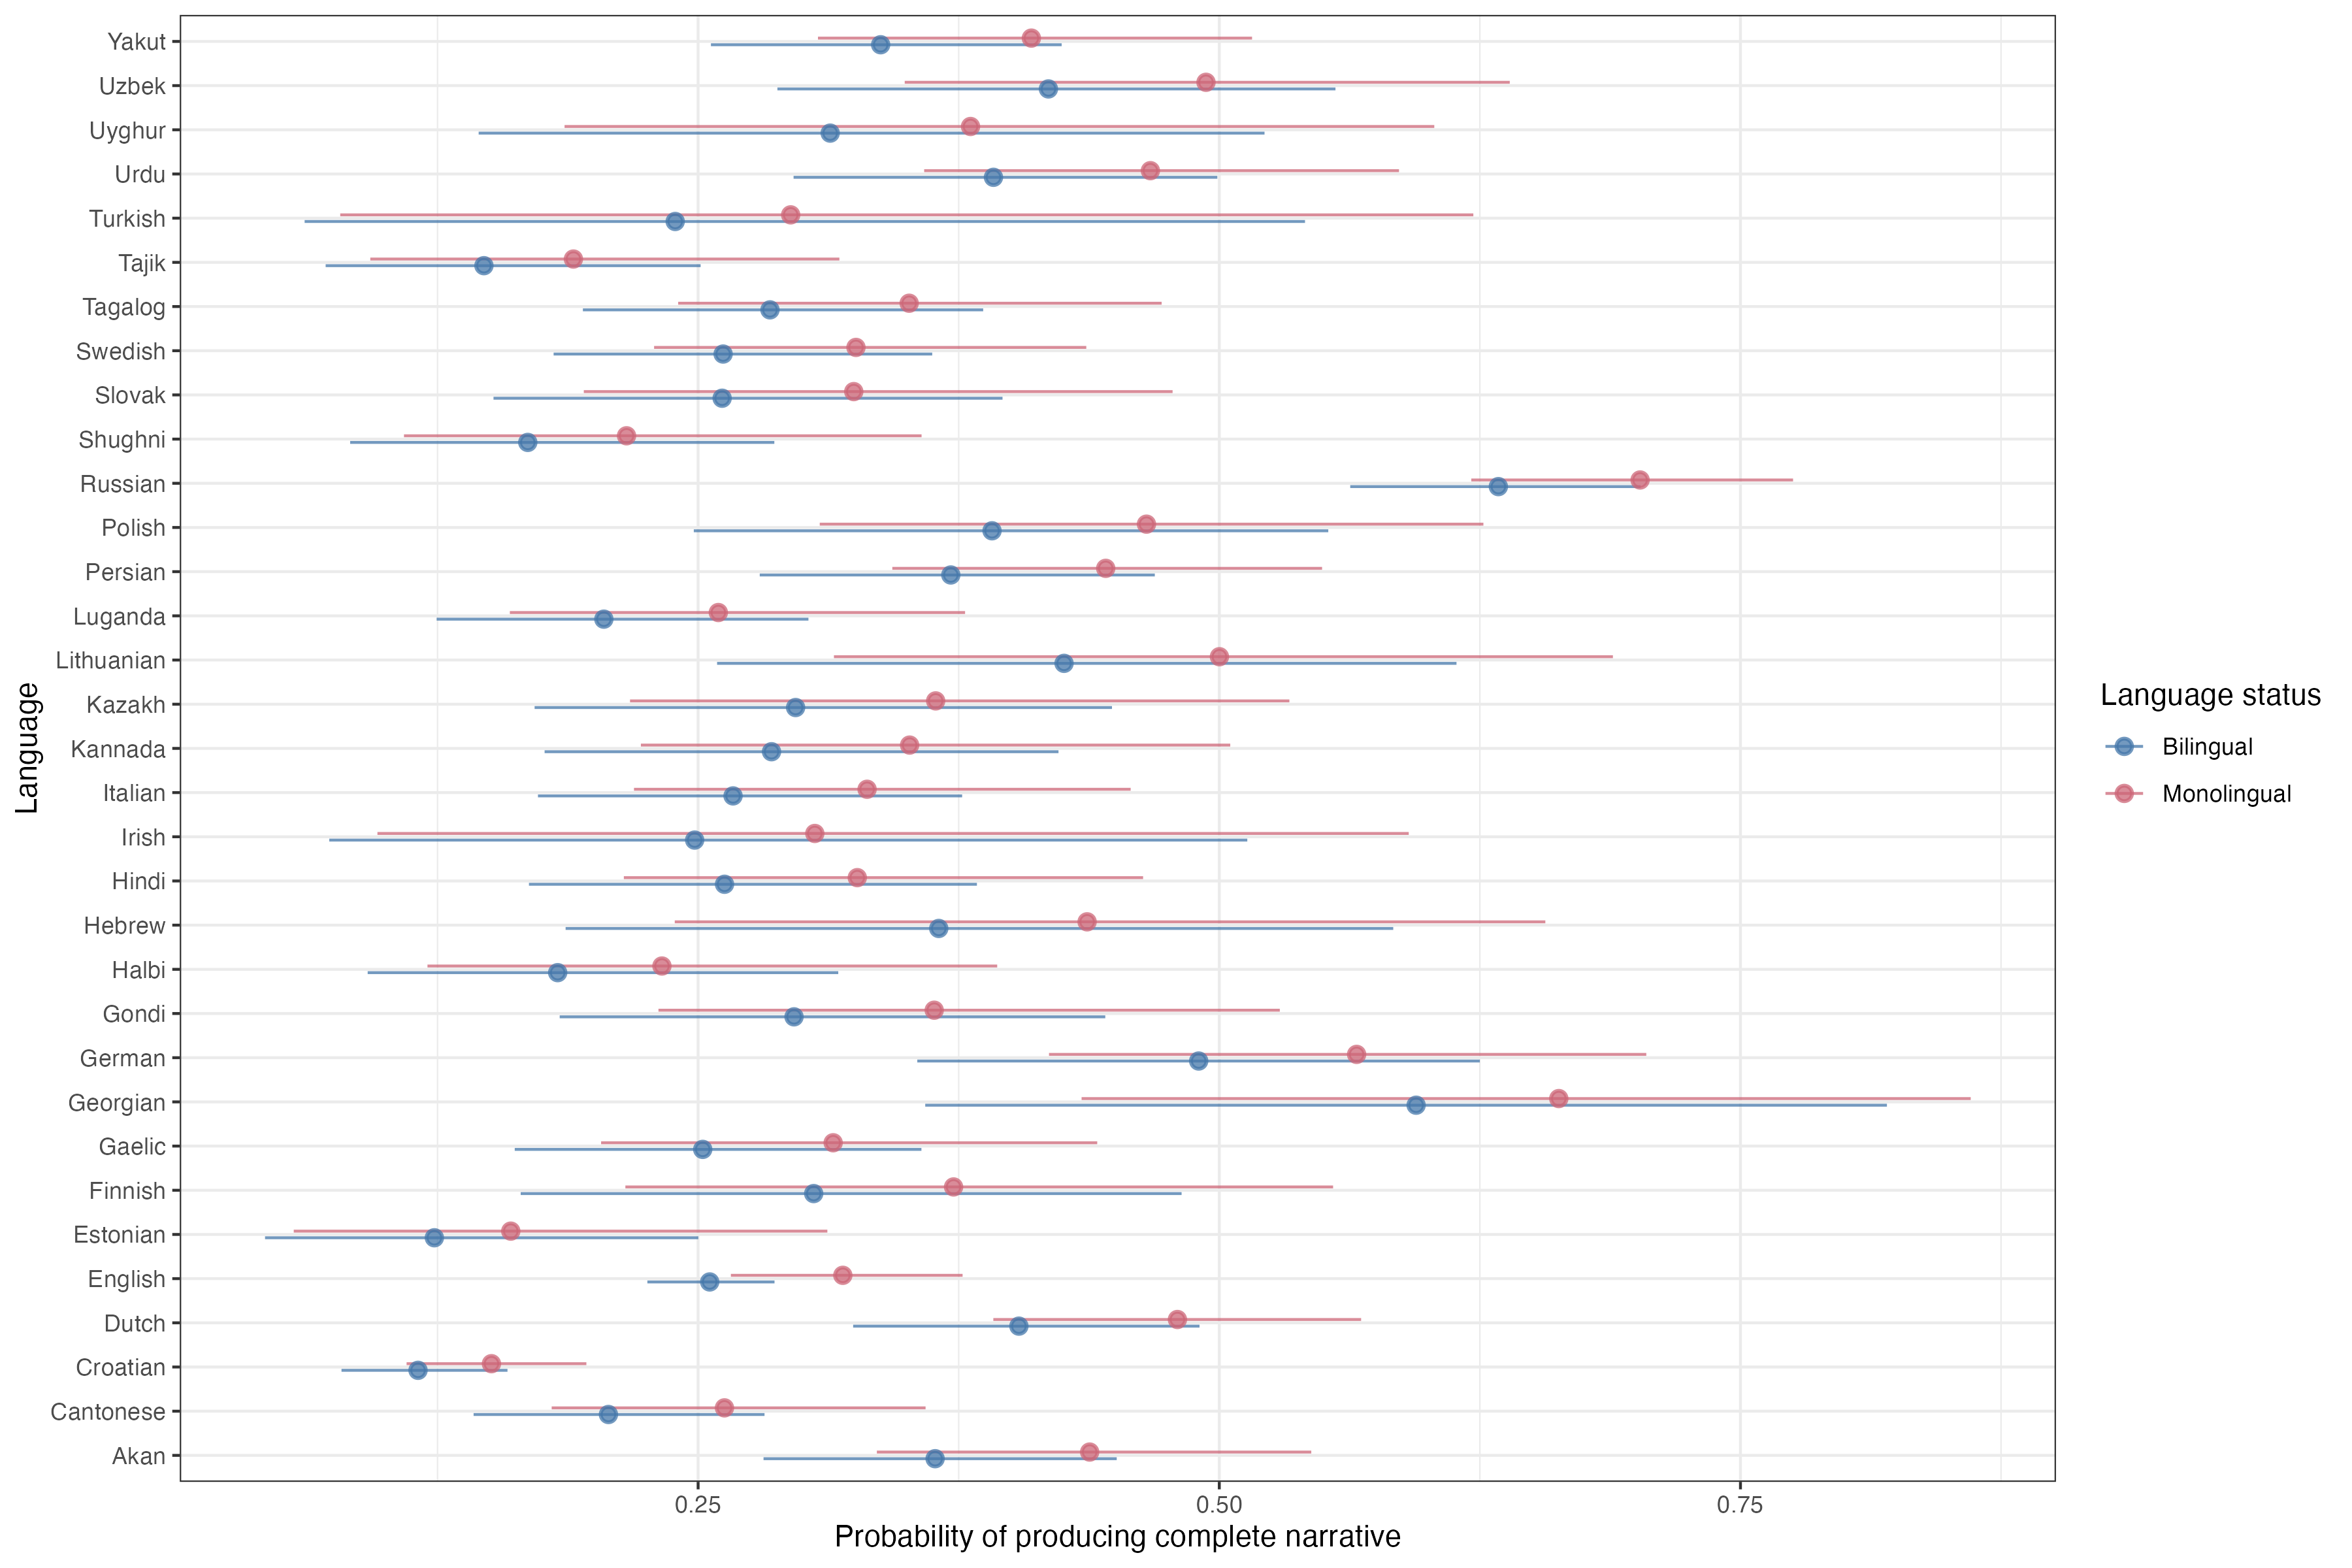 Yakut
Uzbek
Uyghur
Urdu
Turkish
Tajik
Tagalog
Swedish
Slovak
Shughni
Russian
Polish
Persian
Luganda
Lithuanian
Kazakh
Kannada
Italian
Irish
Hindi
Hebrew
Halbi
Gondi
German
Georgian
Gaelic
Finnish
Estonian
English
Dutch
Croatian
Cantonese
Akan
Language
0.25 0.50 0.75
Probability of producing complete narrative
Language status
Bilingual
Monolingual